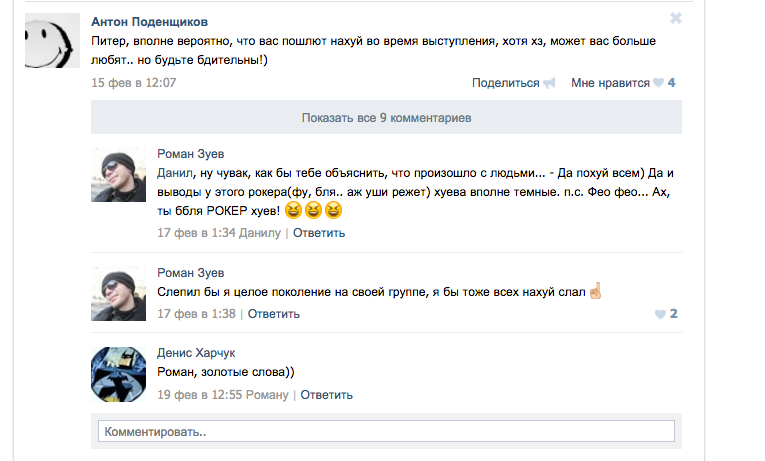 Антон Поденщиков
Питер, вполне вероятно, что вас пошлют нахуй во время выступления, хотя хз, может вас больше
любят.. но будьте бдительны!)
15 фев в 12:07
Поделиться
Мне нравится 4
Показать все 9 комментариев
Роман Зуев
Данил, ну чувак, как бы тебе объяснить, что произошло с людьми... - Да похуй всем) Да и
выводы у этого рокера(фу, бля.. аж уши режет) хуева вполне темные. п.с. Фео фео... Ах,
ты ббля РОКЕР хуев! 😆😆😆
17 фев в 1:34 Данилу | Ответить
Роман Зуев
Слепил бы я целое поколение на своей группе, я бы тоже всех нахуй слал ☝
17 фев в 1:38 | Ответить
2
Денис Харчук
Роман, золотые слова))
19 фев в 12:55 Роману | Ответить
Комментировать..